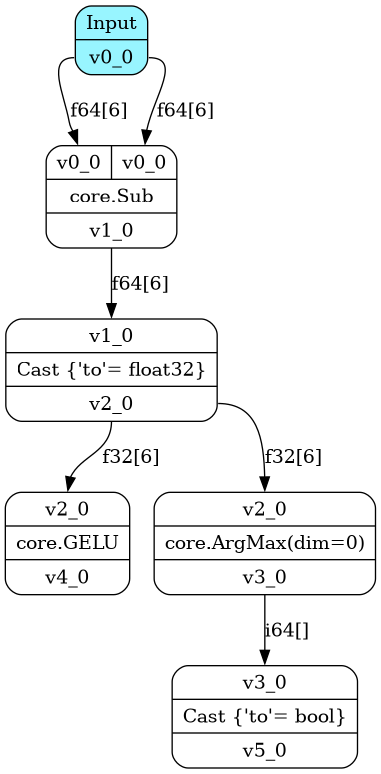 Input
v0_0
f64[6] f64[6]
v0_0 v0_0
core.Sub
v1_0
f64[6]
v1_0
Cast {'to'= float32}
v2_0
f32[6] f32[6]
v2_0 v2_0
core.GELU core.ArgMax(dim=0)
v4_0 v3_0
i64[]
v3_0
Cast {'to'= bool}
v5_0